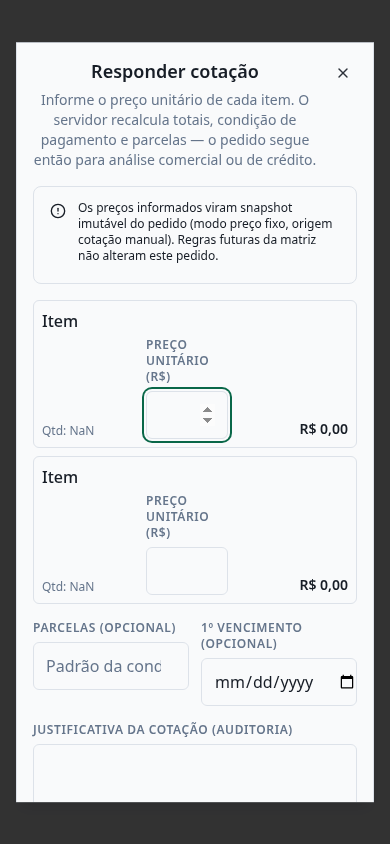 Responder cotação
Informe o preço unitário de cada item. O
servidor recalcula totais, condição de
pagamento e parcelas — o pedido segue
então para análise comercial ou de crédito.
Os preços informados viram snapshot
imutável do pedido (modo preço fixo, origem
cotação manual). Regras futuras da matriz
não alteram este pedido.
Item
PREÇO
UNITÁRIO
(R$)
Qtd: NaN
R$ 0,00
Item
PREÇO
UNITÁRIO
(R$)
Qtd: NaN
R$ 0,00
PARCELAS (OPCIONAL)
Padrão da cond
1º VENCIMENTO
(OPCIONAL)
mm/dd/yyyy
JUSTIFICATIVA DA COTAÇÃO (AUDITORIA)